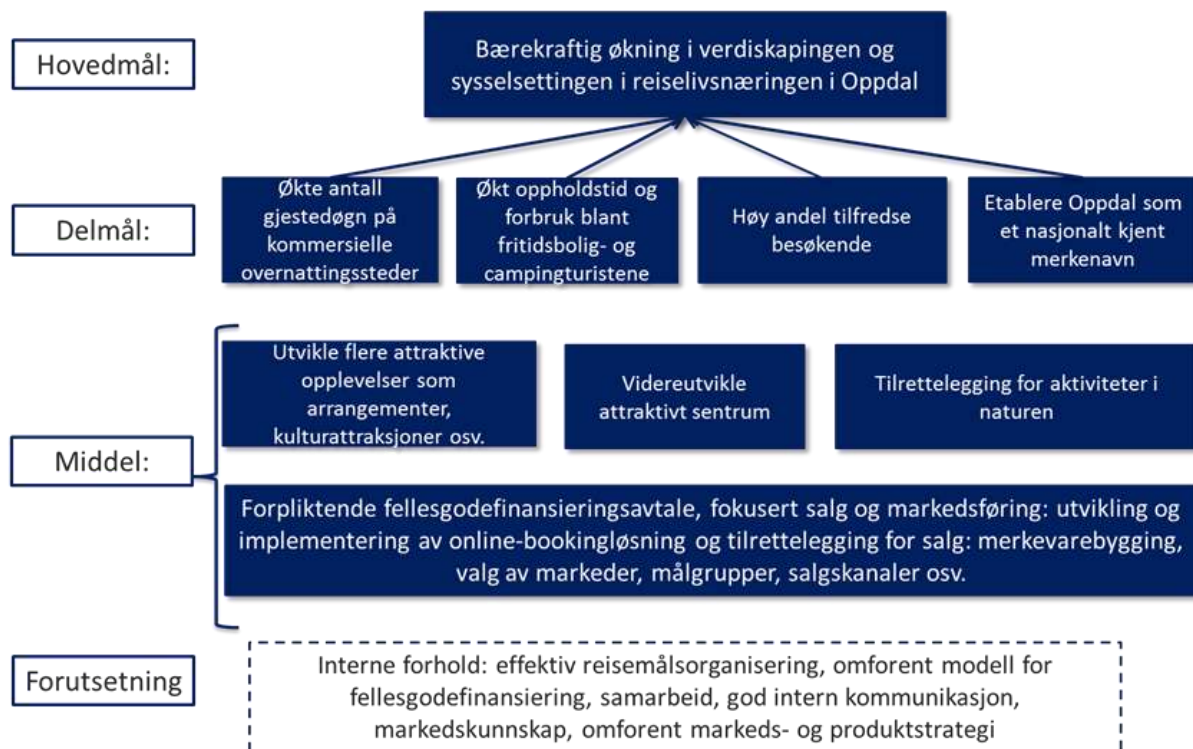 Hovedmål:
Bærekraftig økning i verdiskapingen og
sysselsettingen i reiselivsnæringen i Oppdal
Delmål:
Økte antall
gjestedøgn på
kommersielle
overnattingssteder
Økt oppholdstid og
forbruk blant
fritidsbolig- og
campingturistene
Høy andel tilfredse
besøkende
Etablere Oppdal som
et nasjonalt kjent
merkenavn
Middel:
Utvikle flere attraktive
opplevelser som
arrangementer,
kulturattraksjoner osv.
Videreutvikle
attraktivt sentrum
Tilrettelegging for aktiviteter i
naturen
Forpliktende fellesgodefinansieringsavtale, fokusert salg og markedsføring: utvikling og
implementering av online-bookingløsning og tilrettelegging for salg: merkevarebygging,
valg av markeder, målgrupper, salgskanaler osv.
Forutsetning
Interne forhold: effektiv reisemålsorganisering, omforent modell for
fellesgodefinansiering, samarbeid, god intern kommunikasjon,
markedskunnskap, omforent markeds- og produktstrategi